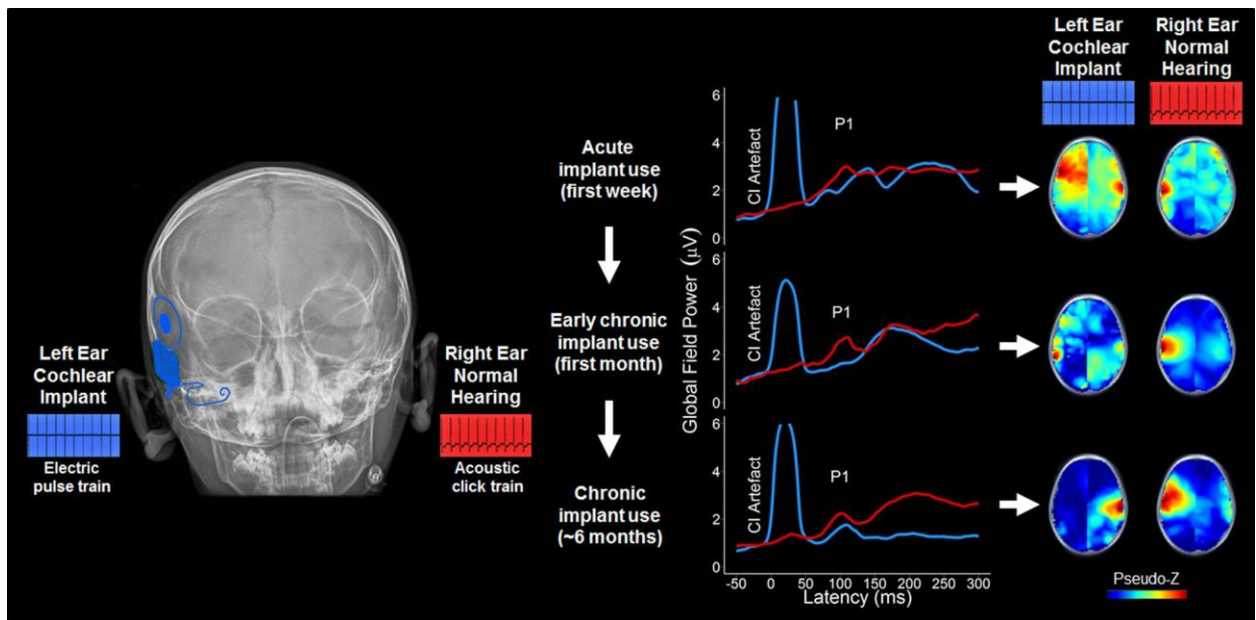 Left Ear
Cochlear
Implant
Electric
pulse train
Right Ear
Normal
Hearing
Acoustic
click train
Acute
implant use
(first week)
Early chronic
implant use
(first month)
Chronic
implant use
(~6 months)
Global Field Power (μV)
6
4
2
0
CI Artefact
P1
6
4
2
0
CI Artefact
P1
6
4
2
0
CI Artefact
P1
-50 0 50 100 150 200 250 300
Latency (ms)
Left Ear
Cochlear
Implant
Right Ear
Normal
Hearing
Pseudo-Z